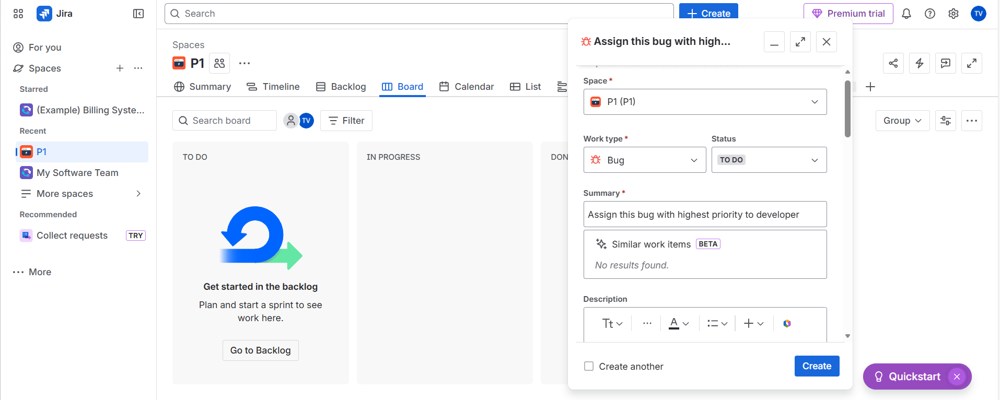 Jira
Search
Create
Premium trial
TV
For you
Spaces
Starred
(Example) Billing Syste...
Recent
P1
My Software Team
More spaces
Recommended
Collect requests
TRY
More
Spaces
P1
Summary
Timeline
Backlog
Board
Calendar
List
Search board
TV
Filter
Group
TO DO
IN PROGRESS
DON
Get started in the backlog
Plan and start a sprint to see
work here.
Go to Backlog
Assign this bug with high...
Space *
P1 (P1)
Work type *
Status
Bug
TO DO
Summary *
Assign this bug with highest priority to developer
Similar work items BETA
No results found.
Description
Tt
A
Create another
Create
Quickstart